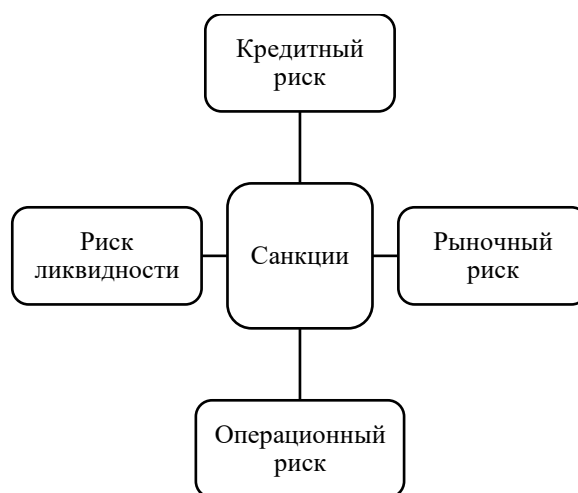 Кредитный
риск
Риск
ликвидности
Санкции
Рыночный
риск
Операционный
риск